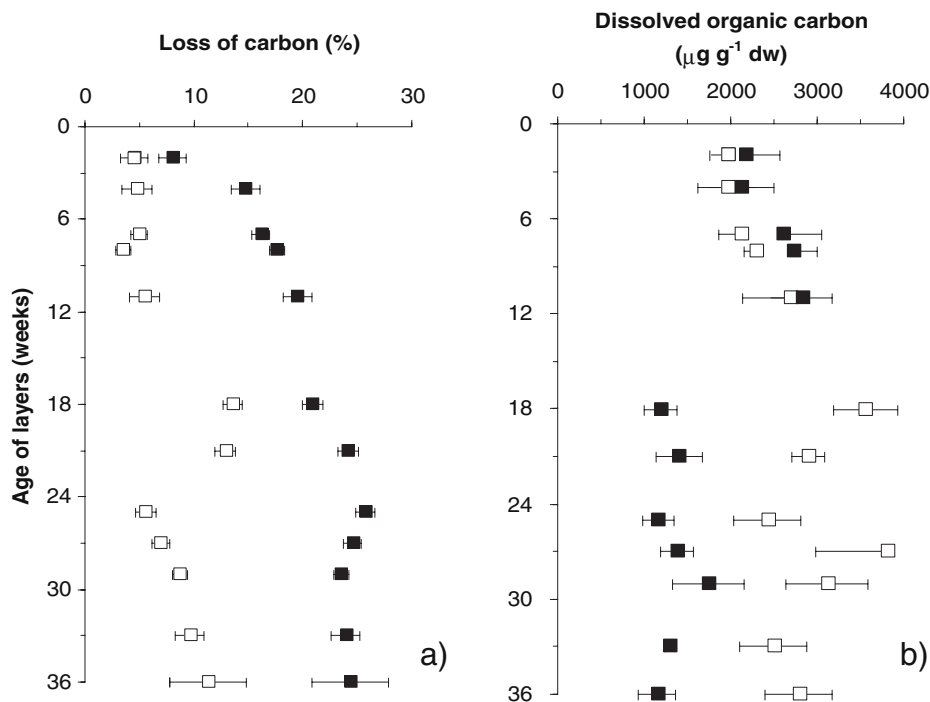 Loss of carbon (%)
0 10 20 30
Age of layers (weeks)
0
6
12
18
24
30
36
a)
Dissolved organic carbon
(μg g⁻¹ dw)
0 1000 2000 3000 4000
0
6
12
18
24
30
36
b)